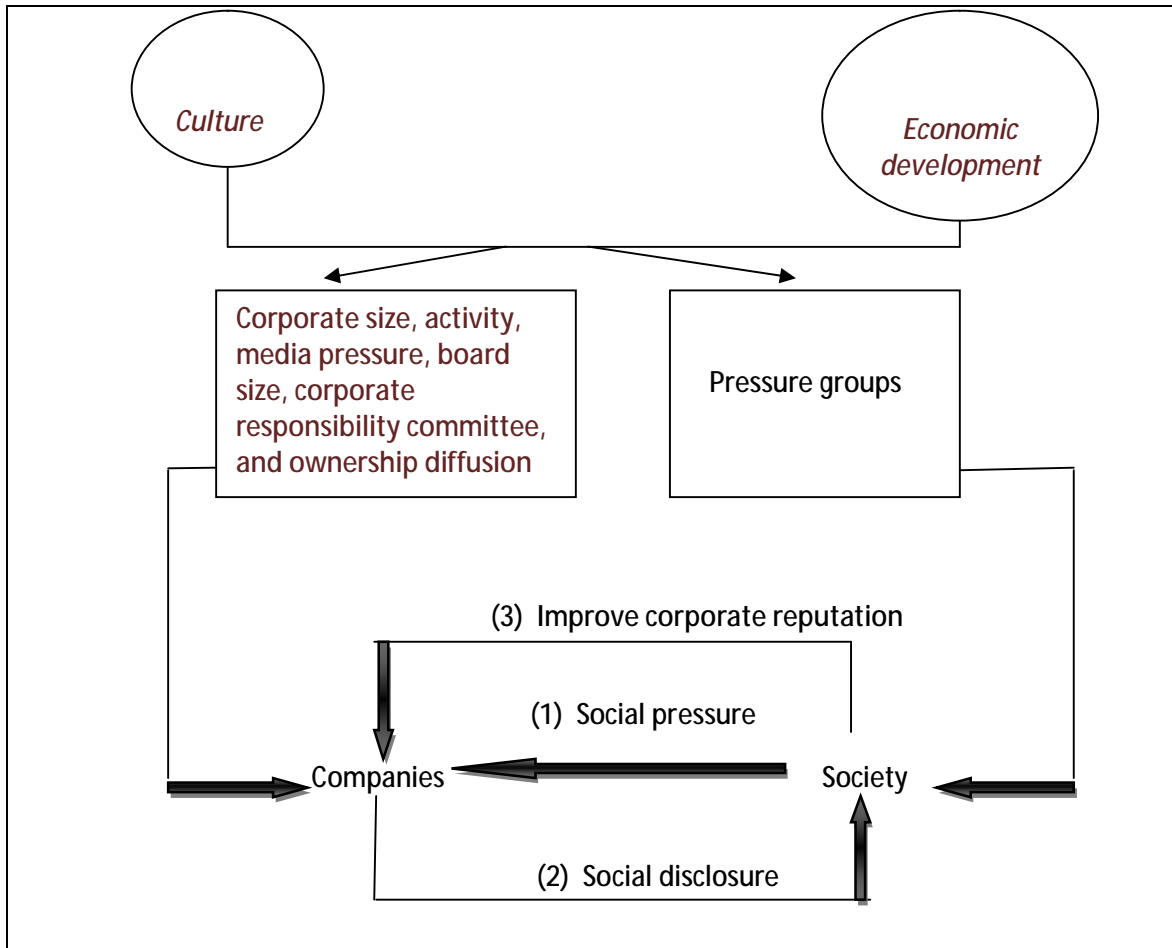 Culture
Economic
development
Corporate size, activity,
media pressure, board
size, corporate
responsibility committee,
and ownership diffusion
Pressure groups
(3) Improve corporate reputation
(1) Social pressure
Companies
Society
(2) Social disclosure